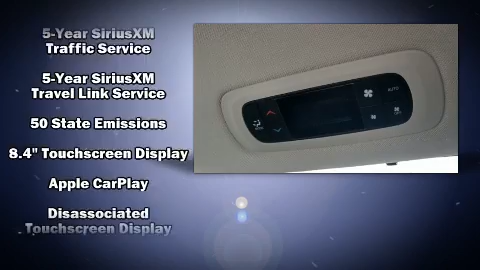 5-Year SiriusXM
Traffic Service
5-Year SiriusXM
Travel Link Service
50 State Emissions
8.4" Touchscreen Display
Apple CarPlay
Disassociated
Touchscreen Display
AUTO